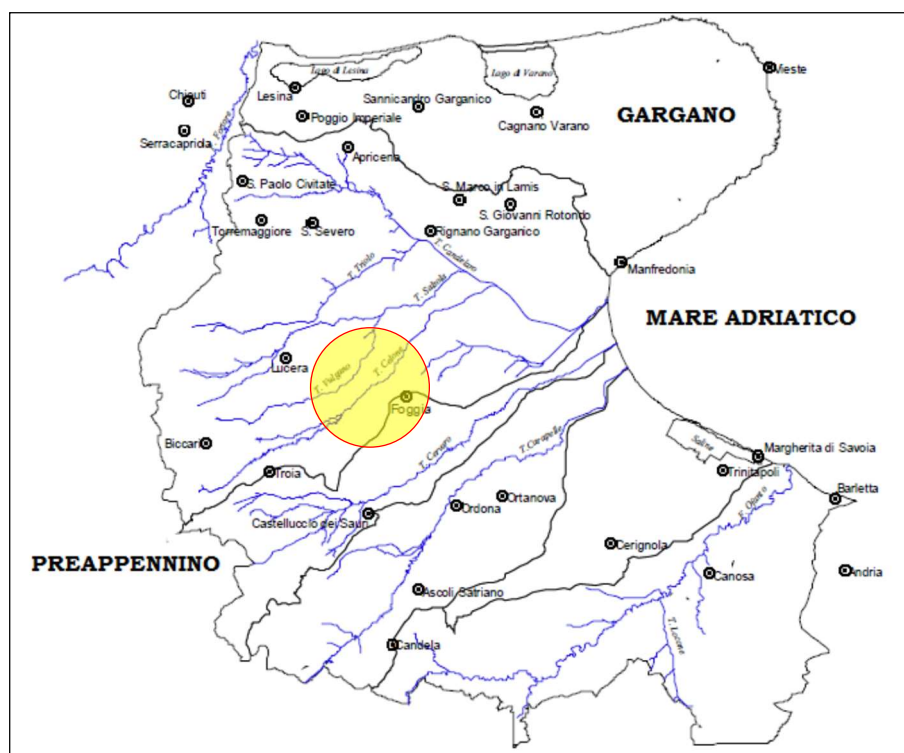 Lago di Lesina
Lago di Varano
Vieste
Chieuti
Lesina
Sannicandro Garganico
GARGANO
Poggio Imperiale
Cagnano Varano
Serracapriola
Apricena
S. Paolo Civitate
S. Marco in Lamis
S. Giovanni Rotondo
Torremaggiore
S. Severo
Rignano Garganico
T. Candelaro
T. Triolo
Manfredonia
T. Salsola
MARE ADRIATICO
Lucera
T. Vulgano
T. Celone
Foggia
Biccari
T. Cervaro
T. Carapelle
Saline
Margherita di Savoia
Troia
Trinitapoli
Barletta
Ortanova
Ordona
F. Ofanto
Castelluccio dei Sauri
PREAPPENNINO
Cerignola
Canosa
Andria
Ascoli Satriano
T. Locone
Candela